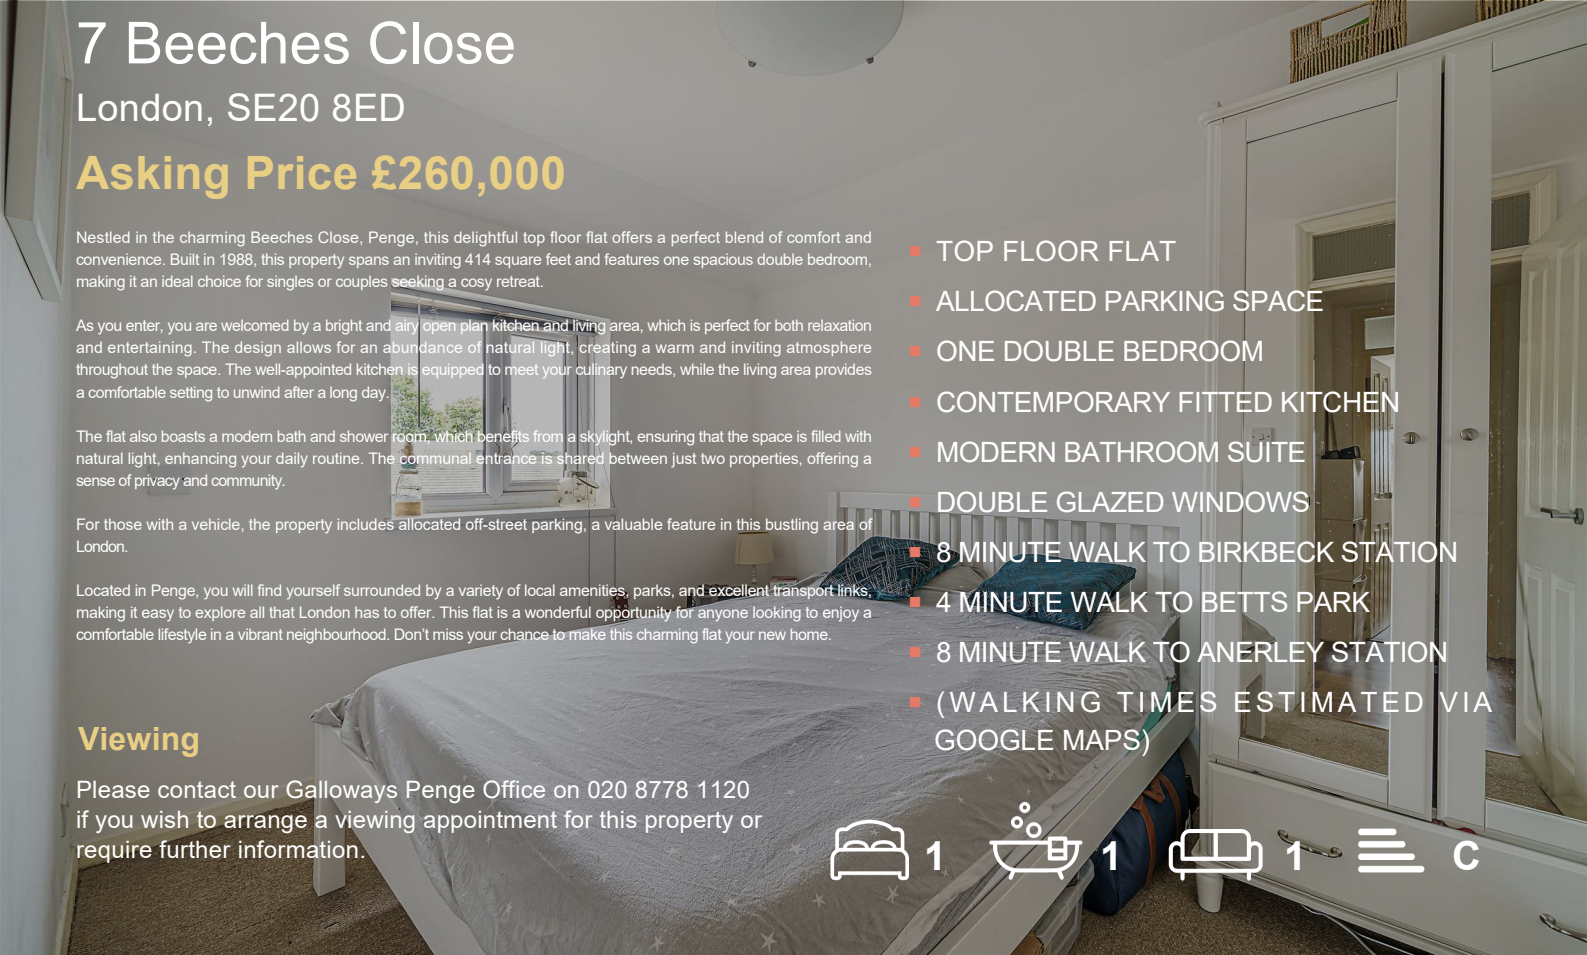 7 Beeches Close
London, SE20 8ED
Asking Price £260,000
Nestled in the charming Beeches Close, Penge, this delightful top floor flat offers a perfect blend of comfort and
convenience. Built in 1988, this property spans an inviting 414 square feet and features one spacious double bedroom,
making it an ideal choice for singles or couples seeking a cosy retreat.
As you enter, you are welcomed by a bright and airy open plan kitchen and living area, which is perfect for both relaxation
and entertaining. The design allows for an abundance of natural light, creating a warm and inviting atmosphere
throughout the space. The well-appointed kitchen is equipped to meet your culinary needs, while the living area provides
a comfortable setting to unwind after a long day.
The flat also boasts a modern bath and shower room, which benefits from a skylight, ensuring that the space is filled with
natural light, enhancing your daily routine. The communal entrance is shared between just two properties, offering a
sense of privacy and community.
For those with a vehicle, the property includes allocated off-street parking, a valuable feature in this bustling area of
London.
Located in Penge, you will find yourself surrounded by a variety of local amenities, parks, and excellent transport links,
making it easy to explore all that London has to offer. This flat is a wonderful opportunity for anyone looking to enjoy a
comfortable lifestyle in a vibrant neighbourhood. Don't miss your chance to make this charming flat your new home.
TOP FLOOR FLAT
ALLOCATED PARKING SPACE
ONE DOUBLE BEDROOM
CONTEMPORARY FITTED KITCHEN
MODERN BATHROOM SUITE
DOUBLE GLAZED WINDOWS
8 MINUTE WALK TO BIRKBECK STATION
4 MINUTE WALK TO BETTS PARK
8 MINUTE WALK TO ANERLEY STATION
(WALKING TIMES ESTIMATED VIA
GOOGLE MAPS)
Viewing
Please contact our Galloways Penge Office on 020 8778 1120
if you wish to arrange a viewing appointment for this property or
require further information.
1 1 1 C